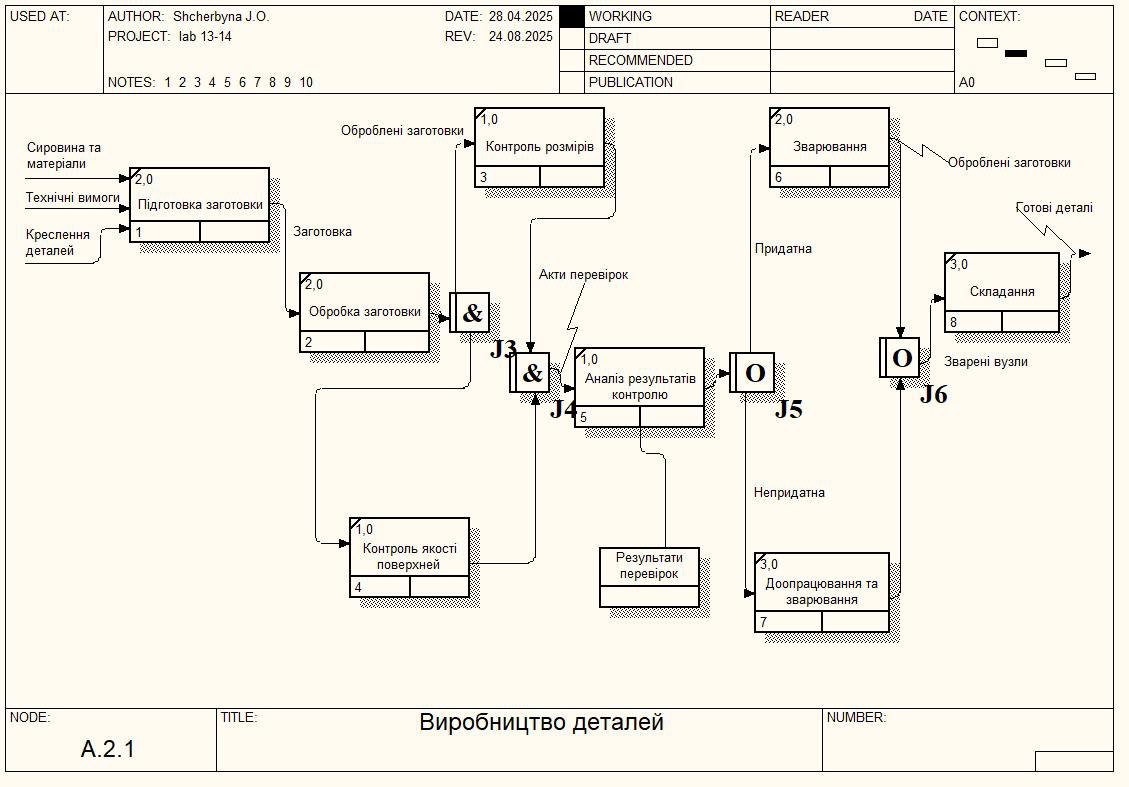 USED AT:
AUTHOR: Shcherbyna J.O.
DATE: 28.04.2025
PROJECT: lab 13-14
REV: 24.08.2025
NOTES: 1 2 3 4 5 6 7 8 9 10
WORKING
DRAFT
RECOMMENDED
PUBLICATION
READER DATE
CONTEXT:
A0
Сировина та
матеріали
Технічні вимоги
Креслення
деталей
2,0
Підготовка заготовки
1
Заготовка
2,0
Обробка заготовки
2
&
J3
Оброблені заготовки
1,0
Контроль розмірів
3
1,0
Контроль якості
поверхней
4
&
J4
Акти перевірок
1,0
Аналіз результатів
контролю
5
Результати
перевірок
O
J5
Придатна
Непридатна
2,0
Зварювання
6
3,0
Доопрацювання та
зварювання
7
Оброблені заготовки
O
J6
Зварені вузли
3,0
Складання
8
Готові деталі
NODE:
A.2.1
TITLE:
Виробництво деталей
NUMBER: